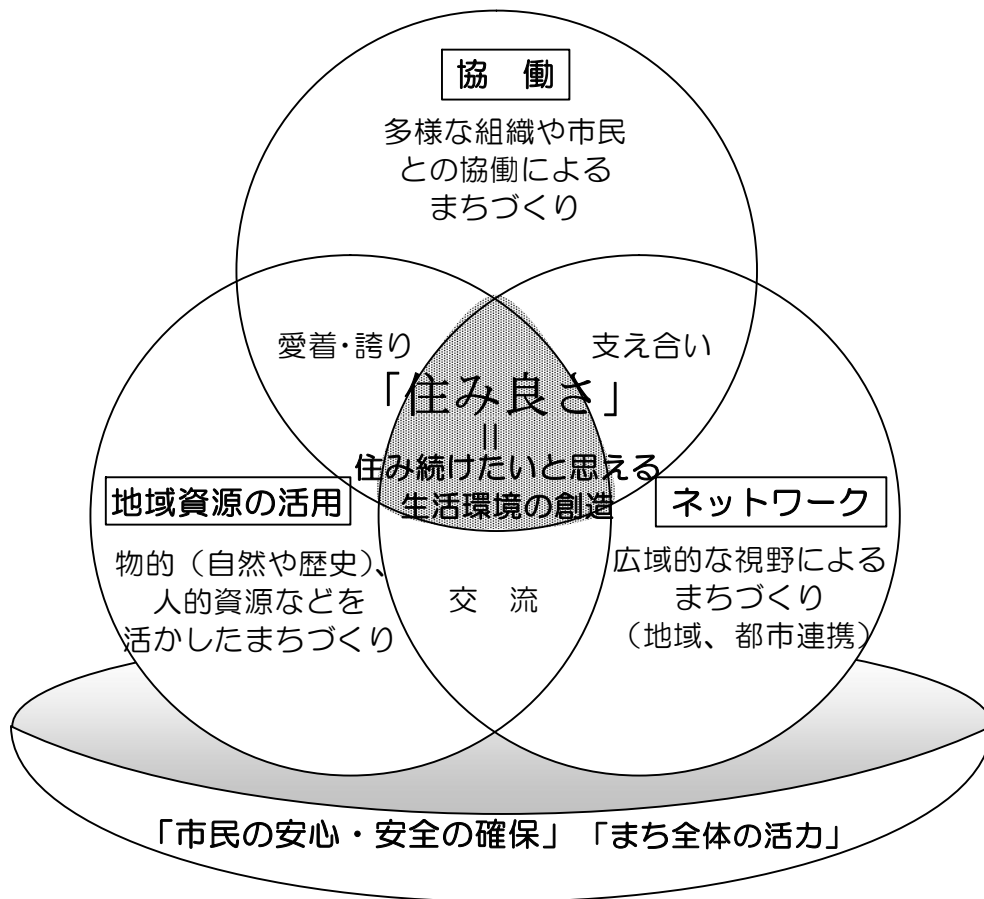 協　働
多様な組織や市民
との協働による
まちづくり
愛着・誇り
支え合い
「住み良さ」
＝
住み続けたいと思える
生活環境の創造
地域資源の活用
物的（自然や歴史）、
人的資源などを
活かしたまちづくり
交　流
ネットワーク
広域的な視野による
まちづくり
（地域、都市連携）
「市民の安心・安全の確保」「まち全体の活力」